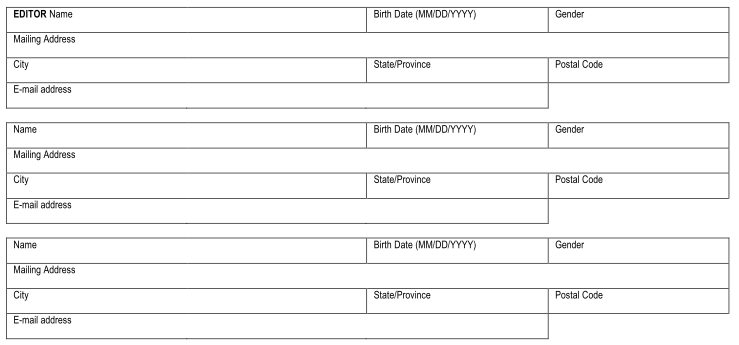 EDITOR Name Birth Date (MM/DD/YYYY) Gender
Mailing Address
City State/Province Postal Code
E-mail address
Name Birth Date (MM/DD/YYYY) Gender
Mailing Address
City State/Province Postal Code
E-mail address
Name Birth Date (MM/DD/YYYY) Gender
Mailing Address
City State/Province Postal Code
E-mail address